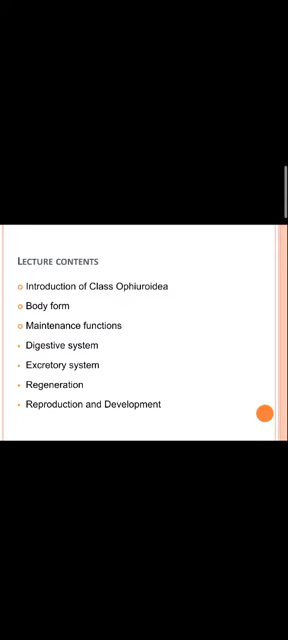 LECTURE CONTENTS
Introduction of Class Ophiuroidea
Body form
Maintenance functions
Digestive system
Excretory system
Regeneration
Reproduction and Development